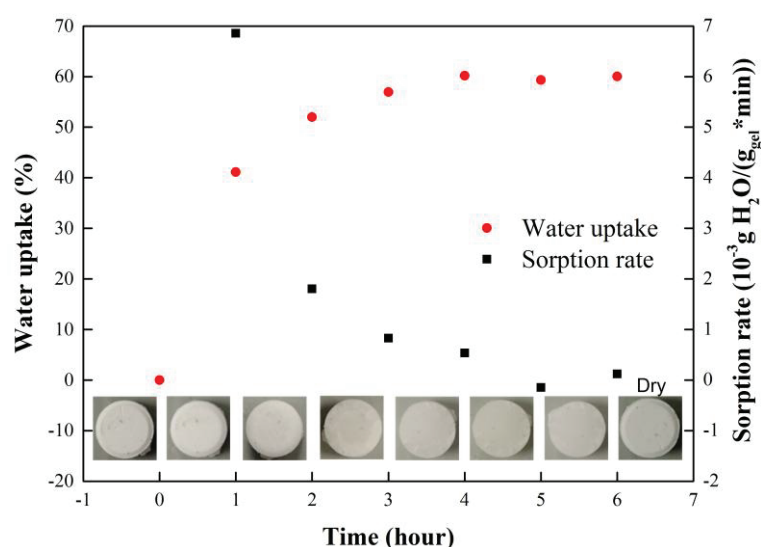 70
60
50
40
30
20
10
0
-10
-20
Water uptake (%)
7
6
5
4
3
2
1
0
-1
-2
Sorption rate (10⁻³g H₂O/(g_gel*min))
Water uptake
Sorption rate
Dry
-1 0 1 2 3 4 5 6 7
Time (hour)